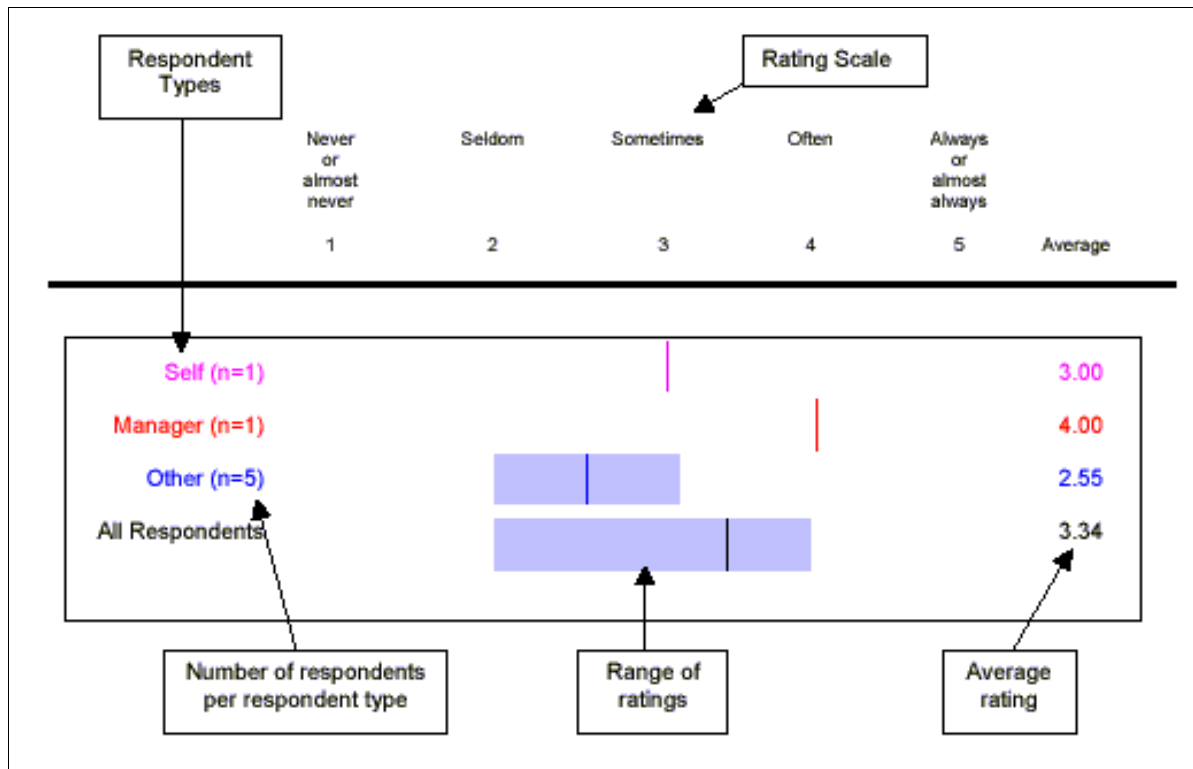 Respondent
Types
Rating Scale
Never
or
almost
never
Seldom
Sometimes
Often
Always
or
almost
always
1 2 3 4 5 Average
Self (n=1) 3.00
Manager (n=1) 4.00
Other (n=5) 2.55
All Respondents 3.34
Number of respondents
per respondent type
Range of
ratings
Average
rating